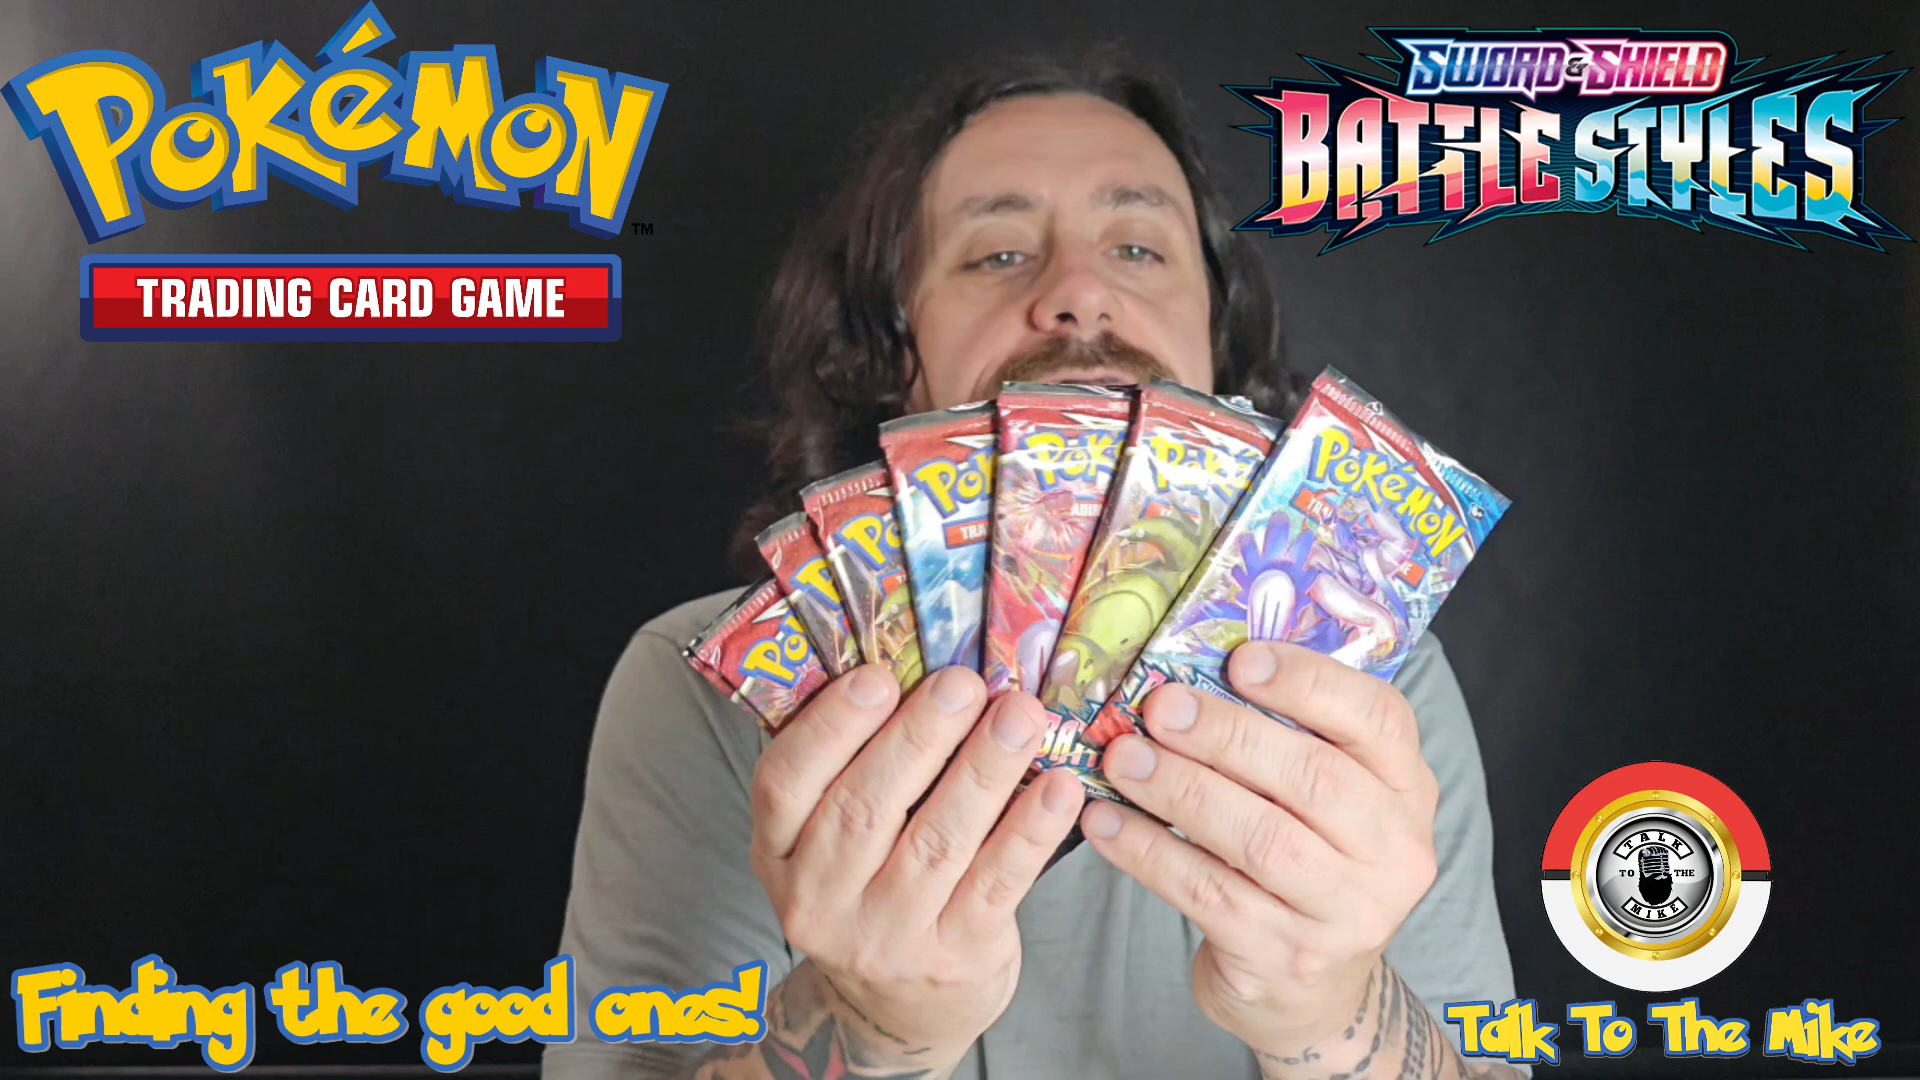 POKéMON
TM
TRADING CARD GAME
SWORD & SHIELD
BATTLE STYLES
POKéMON
TALK
TO THE
MIKE
Finding the good ones!
Talk To The Mike